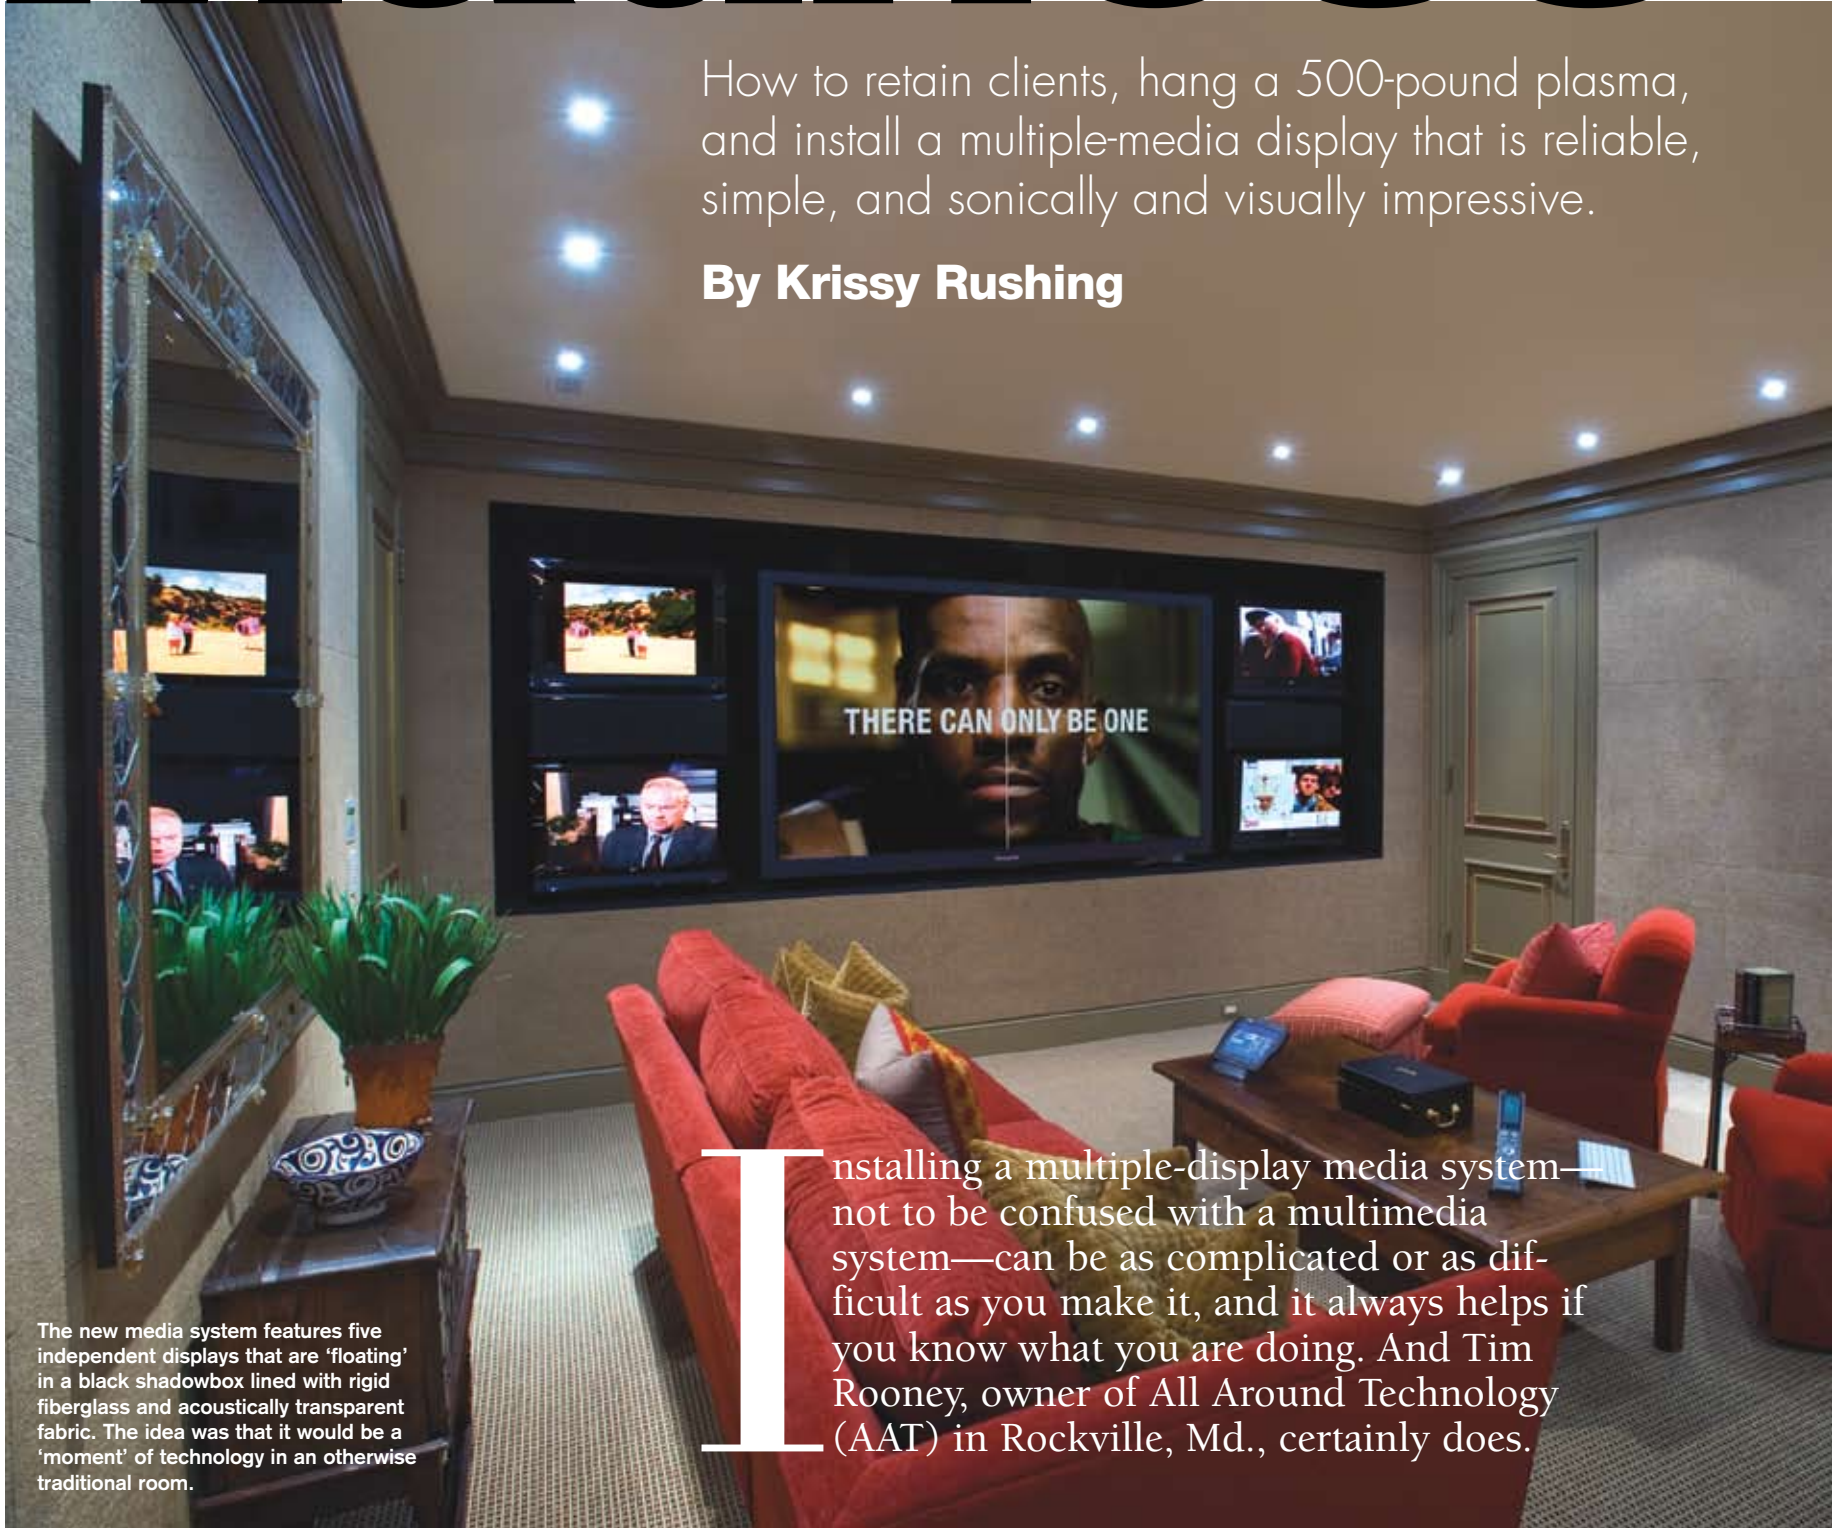 How to retain clients, hang a 500-pound plasma,
and install a multiple-media display that is reliable,
simple, and sonically and visually impressive.
By Krissy Rushing
THERE CAN ONLY BE ONE
Installing a multiple-display media system—
not to be confused with a multimedia
system—can be as complicated or as dif-
ficult as you make it, and it always helps if
you know what you are doing. And Tim
Rooney, owner of All Around Technology
(AAT) in Rockville, Md., certainly does.
The new media system features five
independent displays that are ‘floating’
in a black shadowbox lined with rigid
fiberglass and acoustically transparent
fabric. The idea was that it would be a
‘moment’ of technology in an otherwise
traditional room.